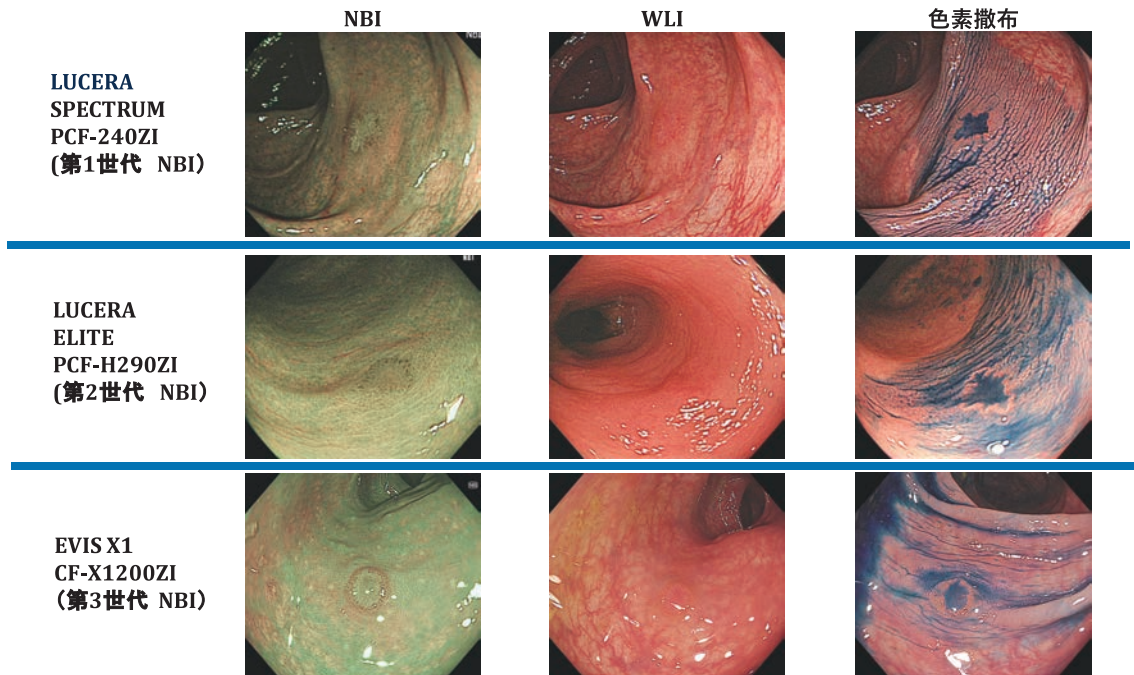 NBI WLI 色素撒布
LUCERA
SPECTRUM
PCF-240ZI
(第1世代 NBI)
LUCERA
ELITE
PCF-H290ZI
(第2世代 NBI)
EVIS X1
CF-X1200ZI
(第3世代 NBI)
NBI